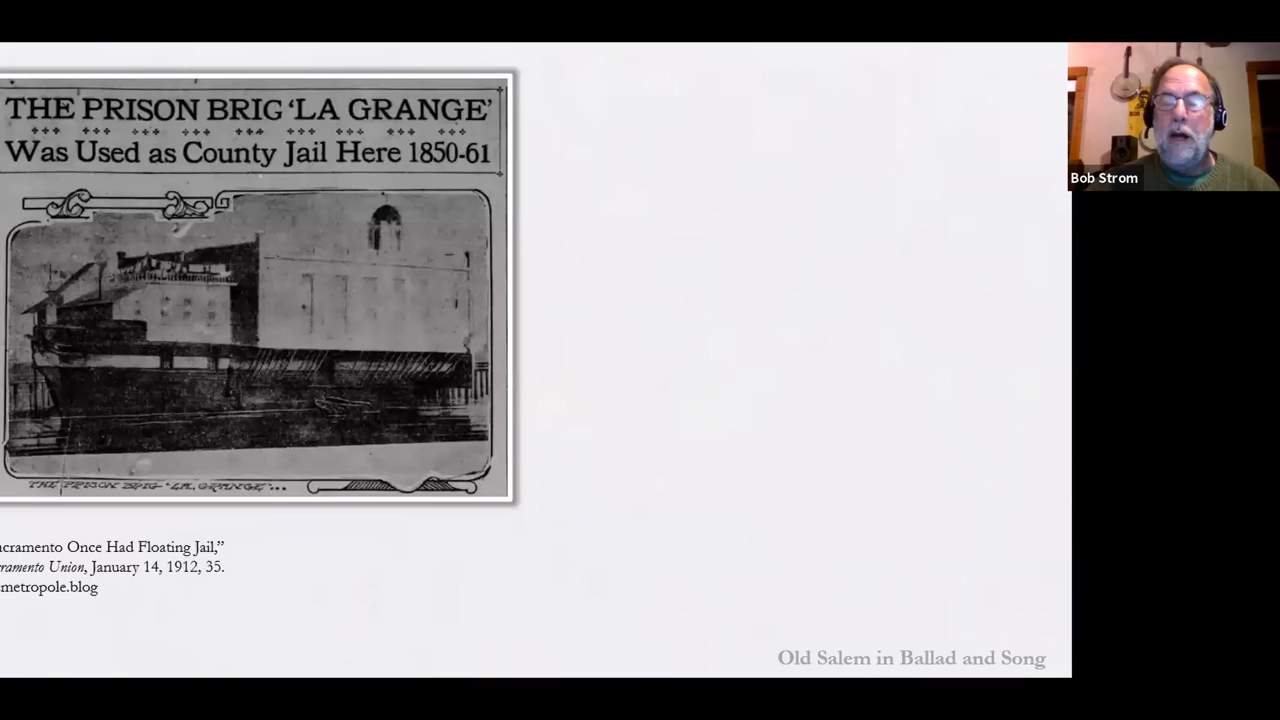 THE PRISON BRIG ‘LA GRANGE’
Was Used as County Jail Here 1850-61
THE PRISON BRIG ‘LA GRANGE’...
cramento Once Had Floating Jail,”
ramento Union, January 14, 1912, 35.
metropole.blog
Old Salem in Ballad and Song
Bob Strom